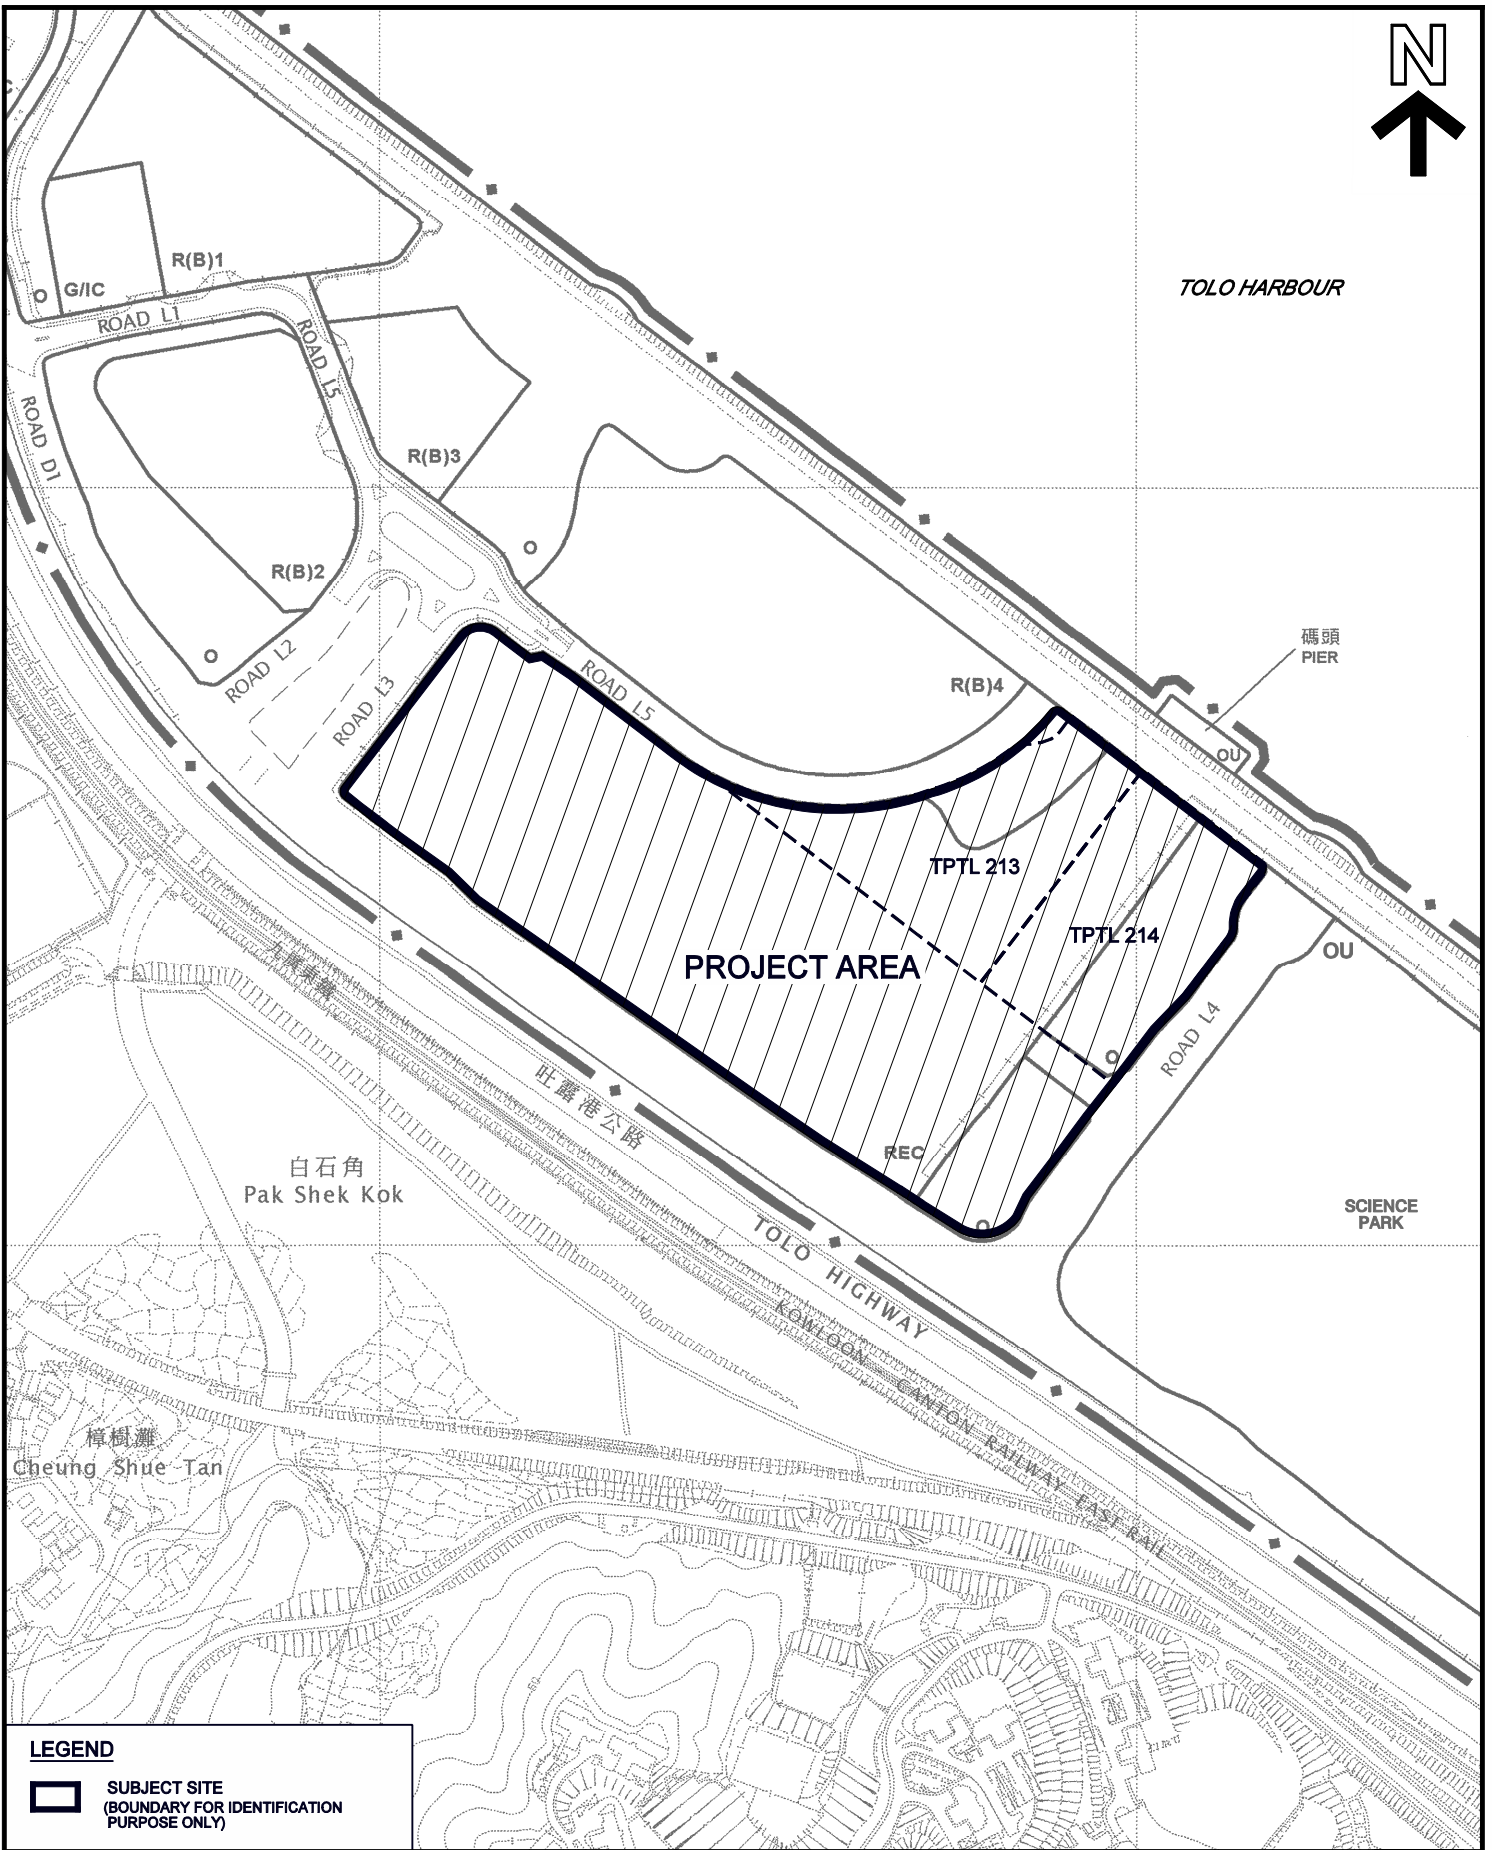 N
TOLO HARBOUR
C
R(B)1
G/IC
O
ROAD L1
ROAD L5
ROAD D1
R(B)3
R(B)2
O
O
ROAD L2
ROAD L3
ROAD L5
R(B)4
碼頭
PIER
OU
TPTL 213
TPTL 214
OU
PROJECT AREA
ROAD L4
O
REC
O
九廣東鐵
吐露港公路
白石角
Pak Shek Kok
SCIENCE
PARK
TOLO HIGHWAY
KOWLOON CANTON RAILWAY EAST RAIL
樟樹灘
Cheung Shue Tan
LEGEND
SUBJECT SITE
(BOUNDARY FOR IDENTIFICATION
PURPOSE ONLY)